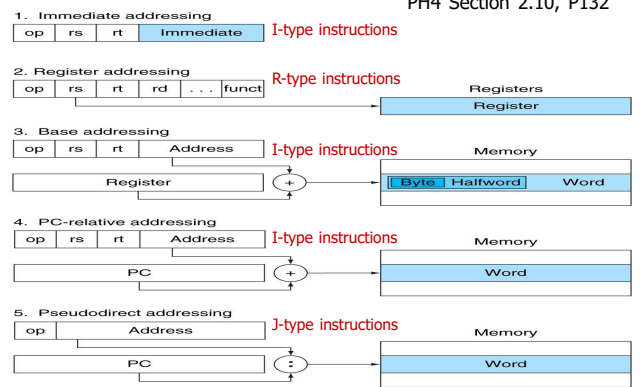 PH4 Section 2.10, P132
1. Immediate addressing
op rs rt Immediate I-type instructions
2. Register addressing
R-type instructions
op rs rt rd . . . funct Registers
Register
3. Base addressing
op rs rt Address I-type instructions Memory
Register + Byte Halfword Word
4. PC-relative addressing
op rs rt Address I-type instructions Memory
PC + Word
5. Pseudodirect addressing
op Address J-type instructions Memory
PC : Word